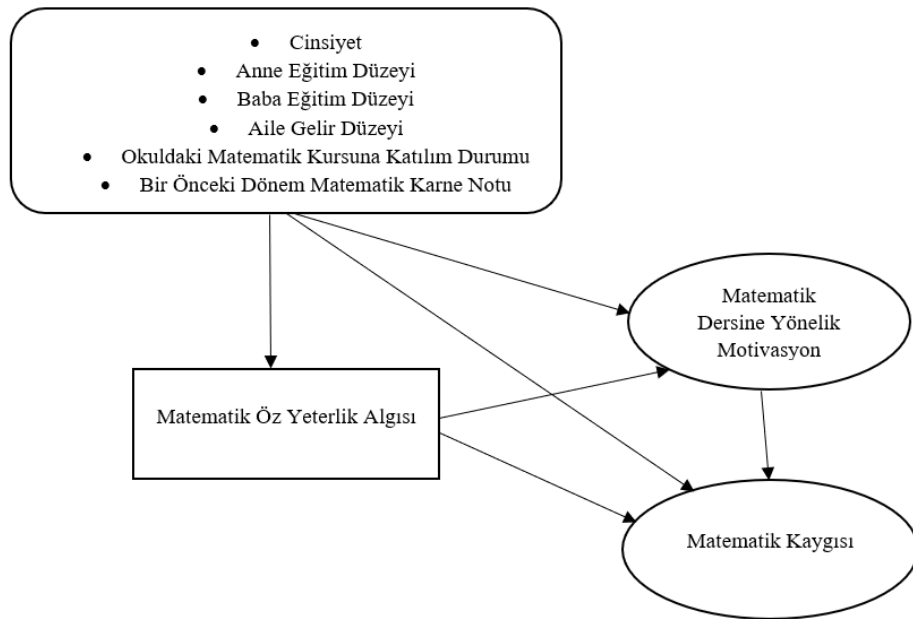 • Cinsiyet
• Anne Eğitim Düzeyi
• Baba Eğitim Düzeyi
• Aile Gelir Düzeyi
• Okuldaki Matematik Kursuna Katılım Durumu
• Bir Önceki Dönem Matematik Karne Notu
Matematik
Dersine Yönelik
Motivasyon
Matematik Öz Yeterlik Algısı
Matematik Kaygısı